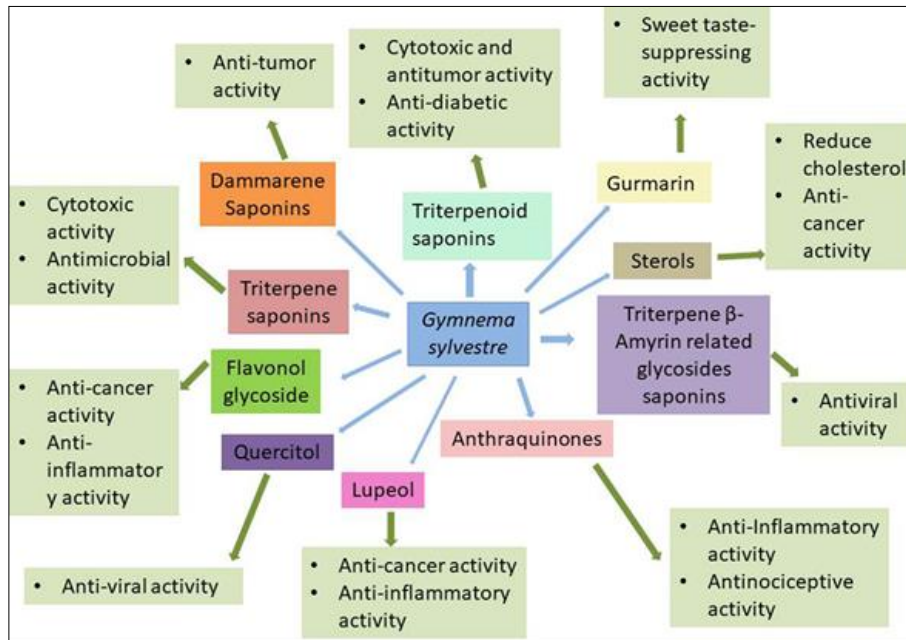 • Anti-tumor
activity
• Cytotoxic and
antitumor activity
• Anti-diabetic
activity
• Sweet taste-
suppressing
activity
• Reduce
cholesterol
• Anti-
cancer
activity
Dammarene
Saponins
Triterpenoid
saponins
Gurmarin
Sterols
• Cytotoxic
activity
• Antimicrobial
activity
Triterpene
saponins
Gymnema
sylvestre
Triterpene β-
Amyrin related
glycosides
saponins
Flavonol
glycoside
• Anti-cancer
activity
• Anti-
inflammator
y activity
• Antiviral
activity
Quercitol
Lupeol
Anthraquinones
• Anti-viral activity
• Anti-cancer activity
• Anti-inflammatory
activity
• Anti-Inflammatory
activity
• Antinociceptive
activity